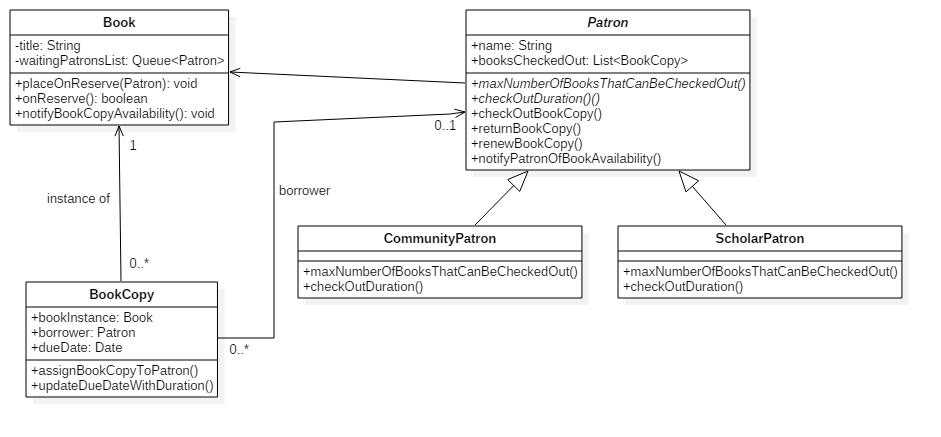 Book
-title: String
-waitingPatronsList: Queue<Patron>
+placeOnReserve(Patron): void
+onReserve(): boolean
+notifyBookCopyAvailability(): void
Patron
+name: String
+booksCheckedOut: List<BookCopy>
+maxNumberOfBooksThatCanBeCheckedOut()
+checkOutDuration()()
+checkOutBookCopy()
+returnBookCopy()
+renewBookCopy()
+notifyPatronOfBookAvailability()
0..1
1
instance of
borrower
0..*
CommunityPatron
+maxNumberOfBooksThatCanBeCheckedOut()
+checkOutDuration()
ScholarPatron
+maxNumberOfBooksThatCanBeCheckedOut()
+checkOutDuration()
BookCopy
+bookInstance: Book
+borrower: Patron
+dueDate: Date
+assignBookCopyToPatron()
+updateDueDateWithDuration()
0..*